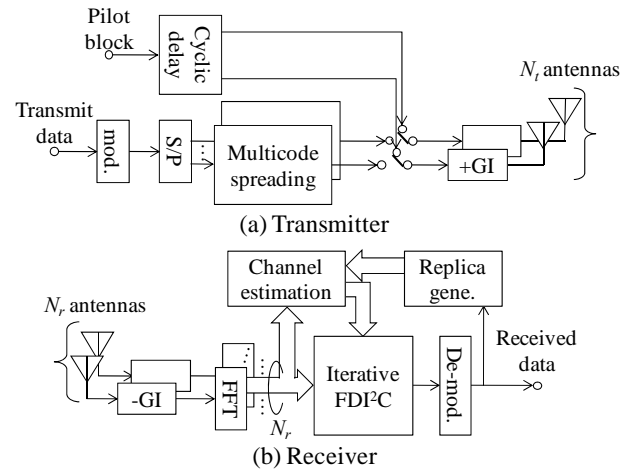 Pilot
block
Cyclic
delay
N_t antennas
Transmit
data
mod.
S/P
...
Multicode
spreading
+GI
(a) Transmitter
Channel
estimation
Replica
gene.
N_r antennas
Received
data
-GI
FFT
...
Iterative
FDI²C
De-mod.
N_r
(b) Receiver